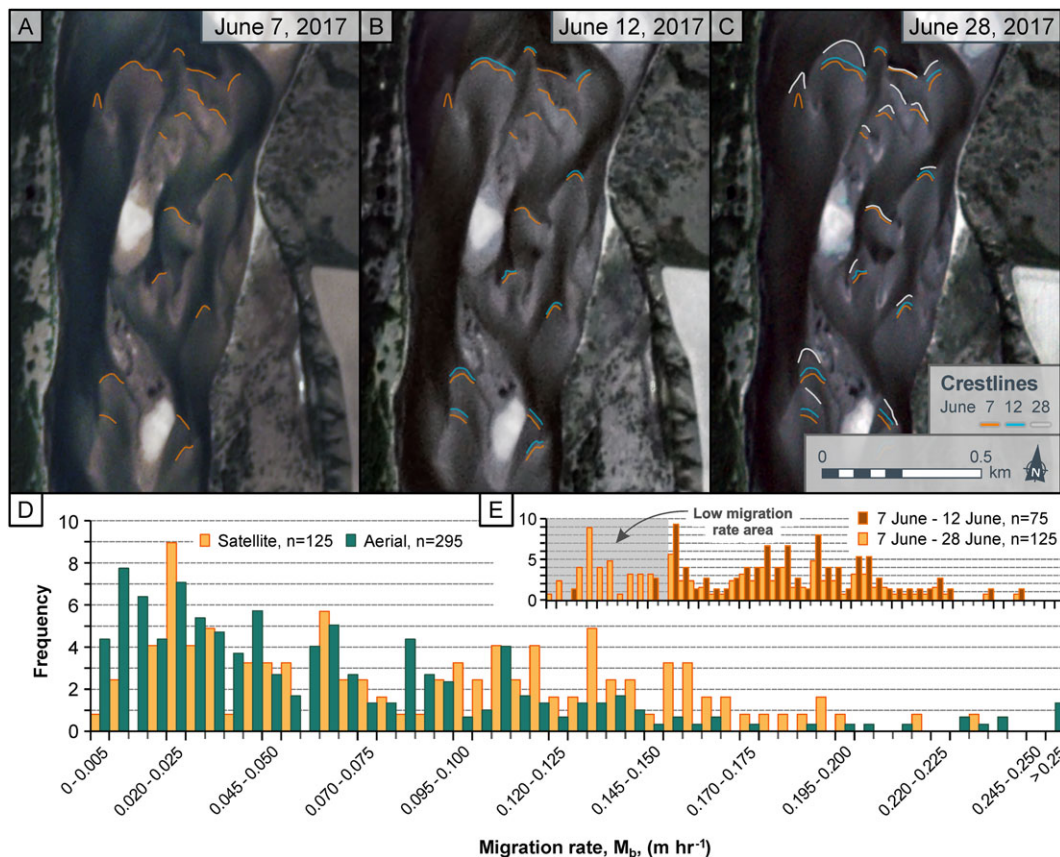 A
June 7, 2017
B
June 12, 2017
C
June 28, 2017
Crestlines
June 7 12 28
0 0.5
km
N
D
E
10
8
6
4
2
0
Frequency
Satellite, n=125
Aerial, n=295
10
5
0
Low migration
rate area
7 June - 12 June, n=75
7 June - 28 June, n=125
0 - 0.005
0.020 - 0.025
0.045 - 0.050
0.070 - 0.075
0.095 - 0.100
0.120 - 0.125
0.145 - 0.150
0.170 - 0.175
0.195 - 0.200
0.220 - 0.225
0.245 - 0.250
Migration rate, Mb, (m hr-1)